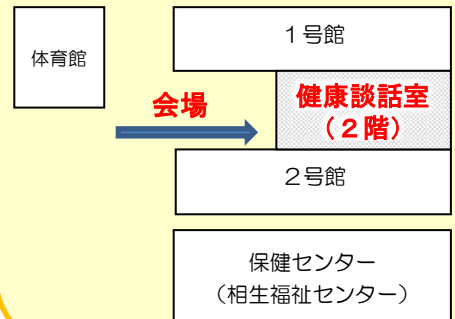 体育館
１号館
会場
健康談話室
（２階）
２号館
保健センター
（相生福祉センター）